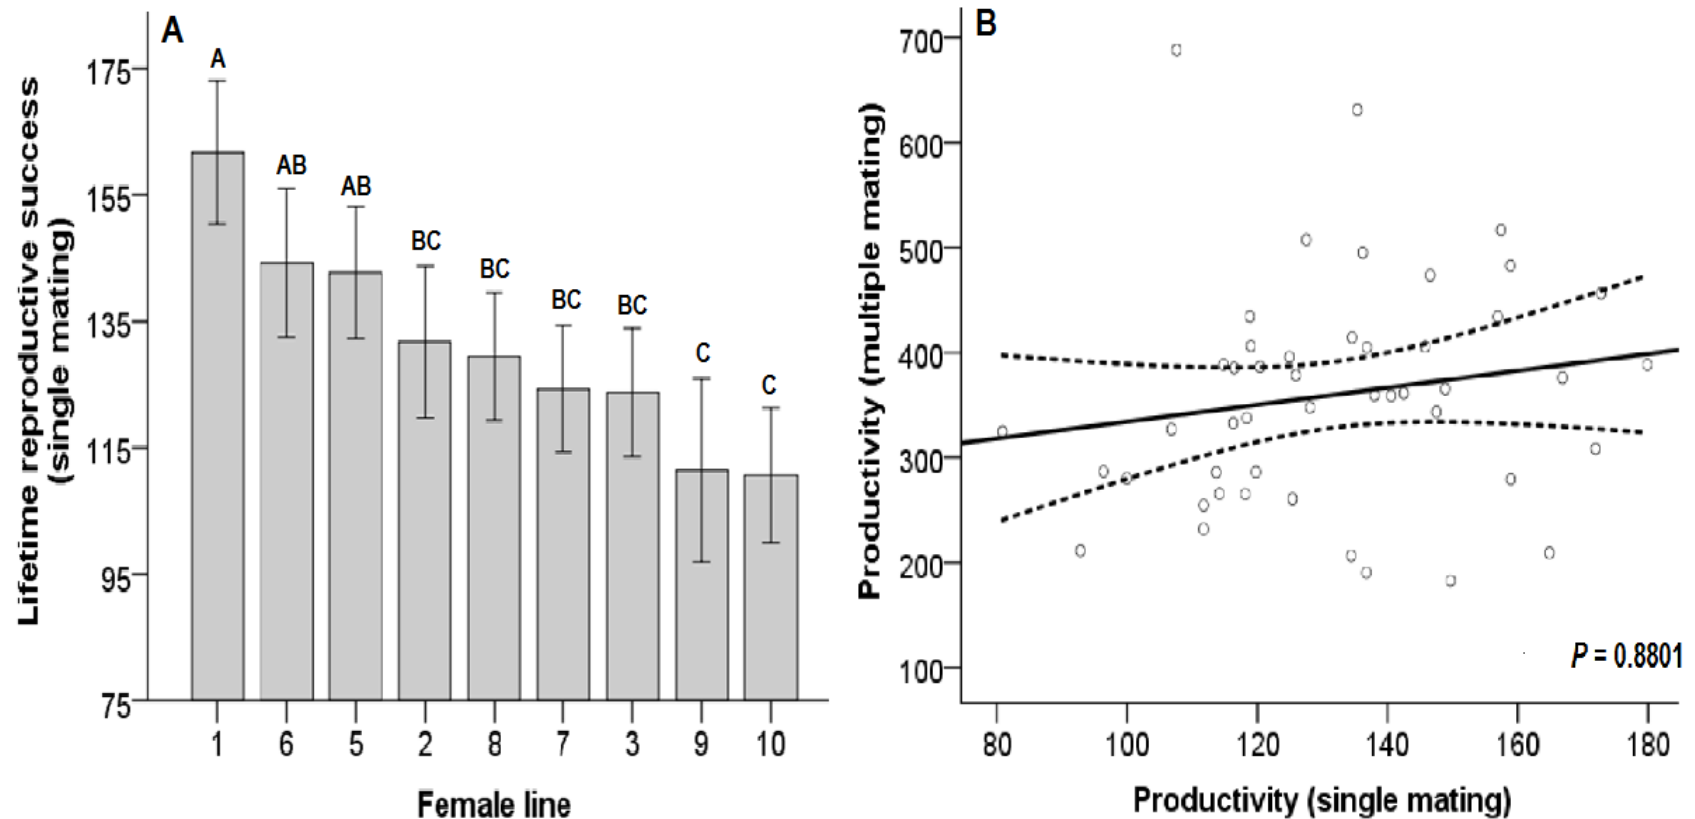 A
Lifetime reproductive success
(single mating)
175
155
135
115
95
75
A
AB
AB
BC
BC
BC
BC
C
C
1 6 5 2 8 7 3 9 10
Female line
B
Productivity (multiple mating)
700
600
500
400
300
200
100
P = 0.8801
80 100 120 140 160 180
Productivity (single mating)